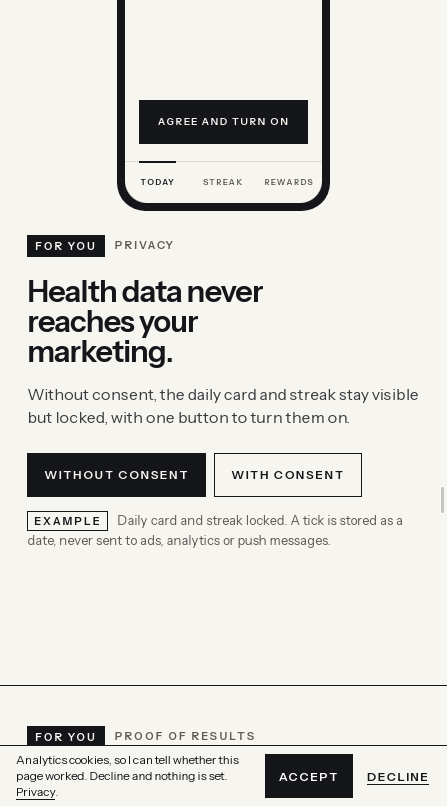 AGREE AND TURN ON
TODAY STREAK REWARDS
FOR YOU PRIVACY
Health data never
reaches your
marketing.
Without consent, the daily card and streak stay visible
but locked, with one button to turn them on.
WITHOUT CONSENT WITH CONSENT
EXAMPLE Daily card and streak locked. A tick is stored as a
date, never sent to ads, analytics or push messages.
FOR YOU PROOF OF RESULTS
Analytics cookies, so I can tell whether this
page worked. Decline and nothing is set.
Privacy.
ACCEPT DECLINE